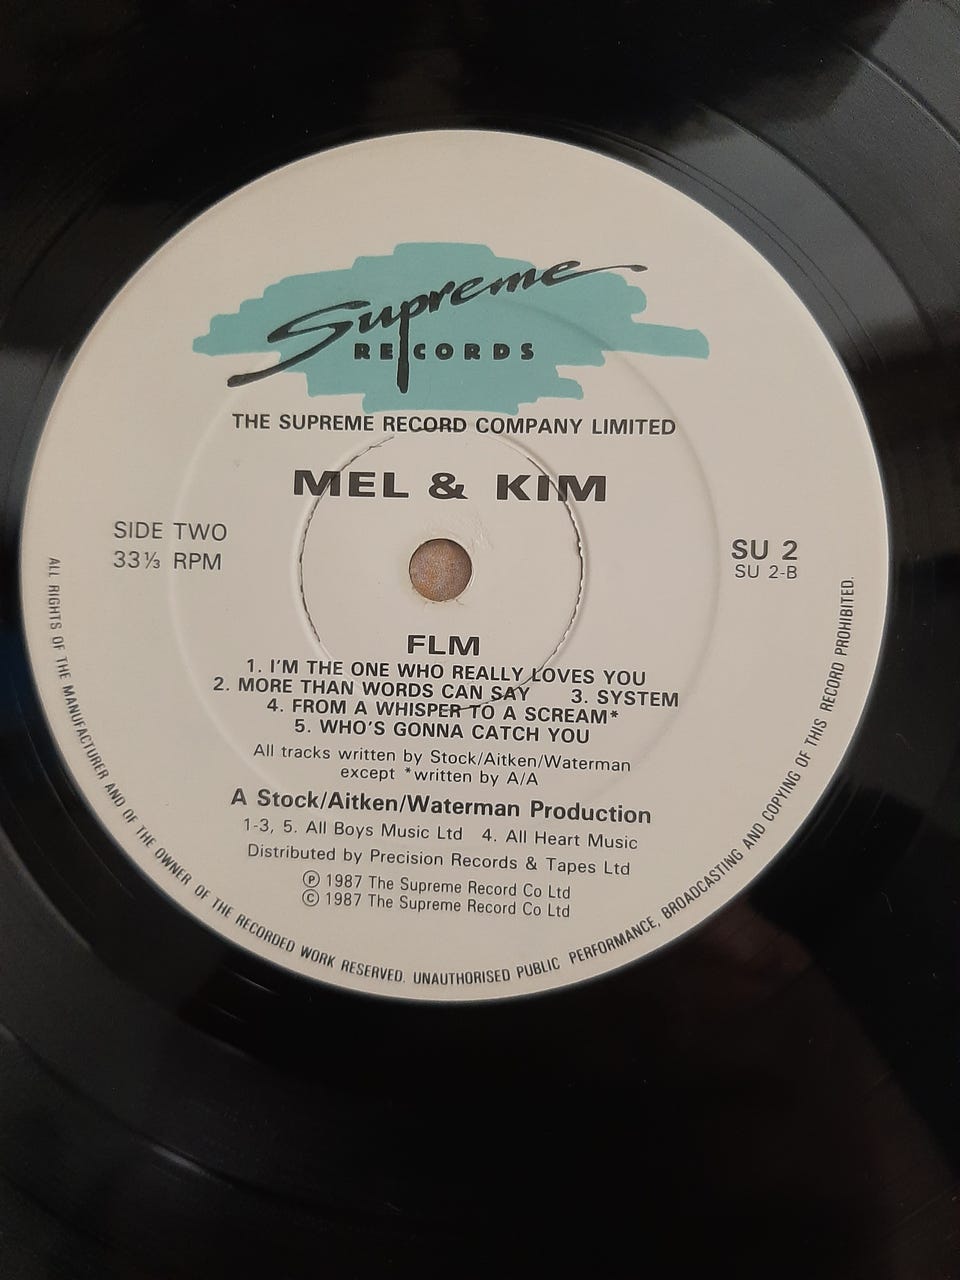 Supreme
RECORDS
THE SUPREME RECORD COMPANY LIMITED
MEL & KIM
SIDE TWO
33⅓ RPM
SU 2
SU 2-B
FLM
1. I'M THE ONE WHO REALLY LOVES YOU
2. MORE THAN WORDS CAN SAY 3. SYSTEM
4. FROM A WHISPER TO A SCREAM*
5. WHO'S GONNA CATCH YOU
All tracks written by Stock/Aitken/Waterman
except *written by A/A
A Stock/Aitken/Waterman Production
1-3, 5. All Boys Music Ltd 4. All Heart Music
Distributed by Precision Records & Tapes Ltd
Ⓟ 1987 The Supreme Record Co Ltd
© 1987 The Supreme Record Co Ltd
ALL RIGHTS OF THE MANUFACTURER AND OF THE OWNER OF THE RECORDED WORK RESERVED. UNAUTHORISED PUBLIC PERFORMANCE, BROADCASTING AND COPYING OF THIS RECORD PROHIBITED.